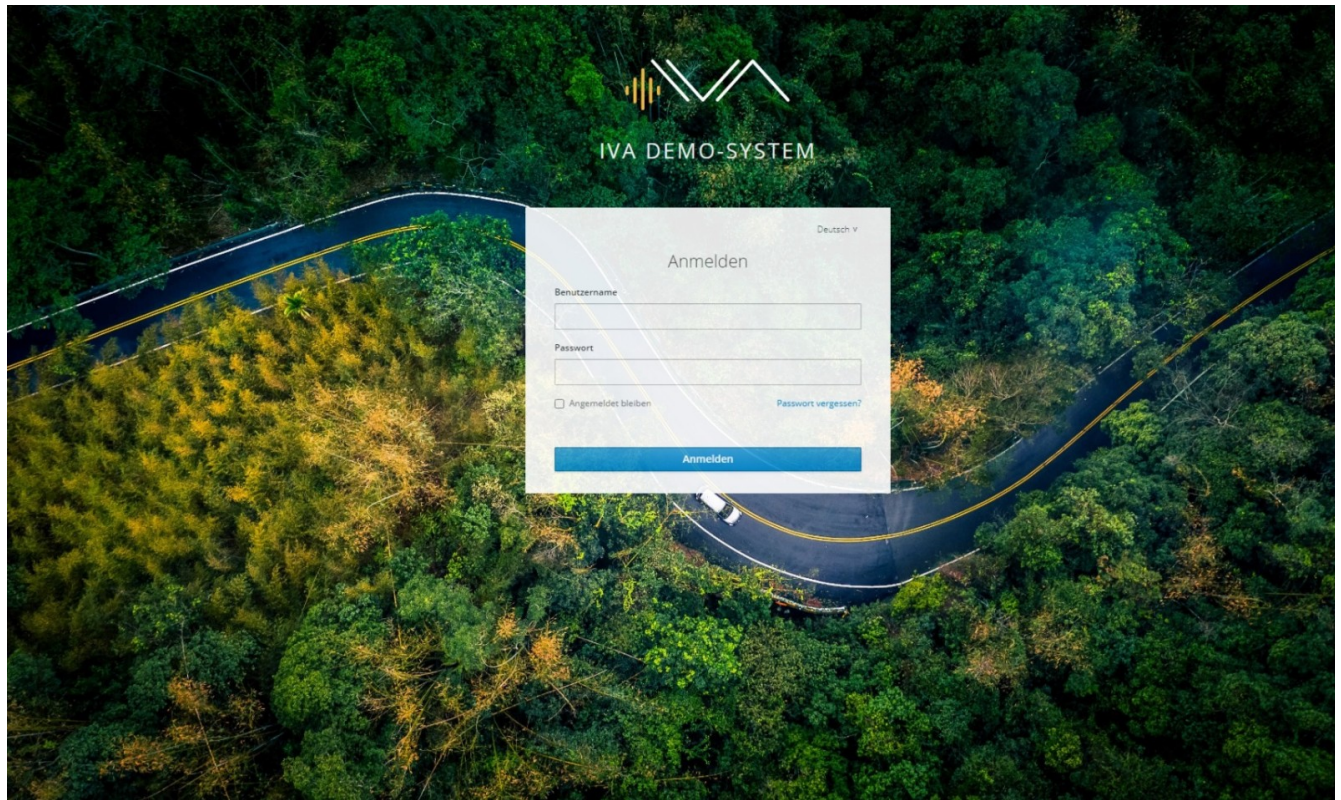 IVA DEMO-SYSTEM
Deutsch v
Anmelden
Benutzername
Passwort
Angemeldet bleiben Passwort vergessen?
Anmelden